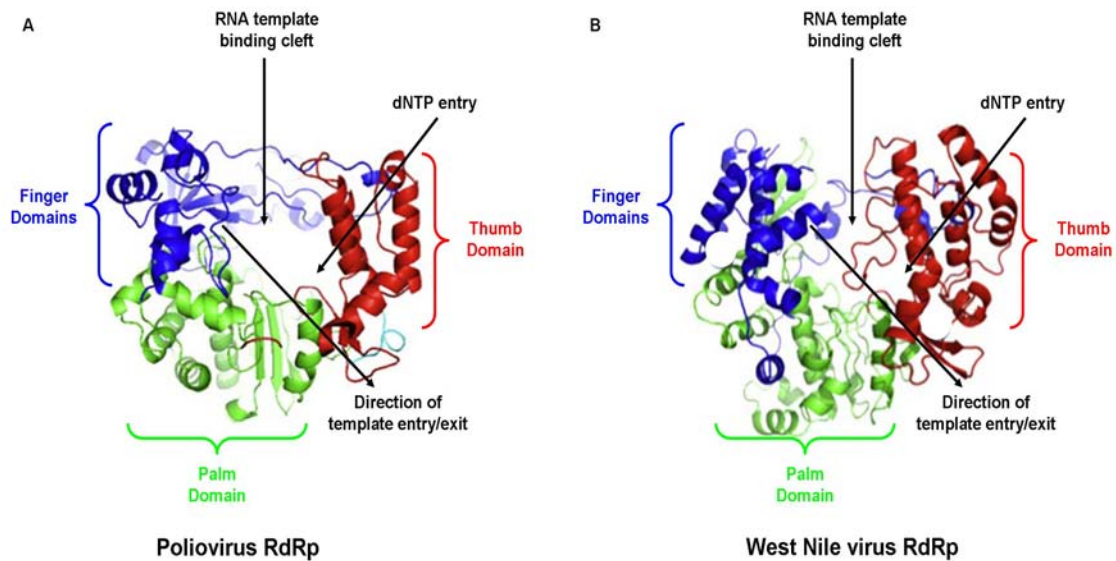 A
RNA template
binding cleft
dNTP entry
Finger
Domains
Thumb
Domain
Direction of
template entry/exit
Palm
Domain
Poliovirus RdRp
B
RNA template
binding cleft
dNTP entry
Finger
Domains
Thumb
Domain
Direction of
template entry/exit
Palm
Domain
West Nile virus RdRp